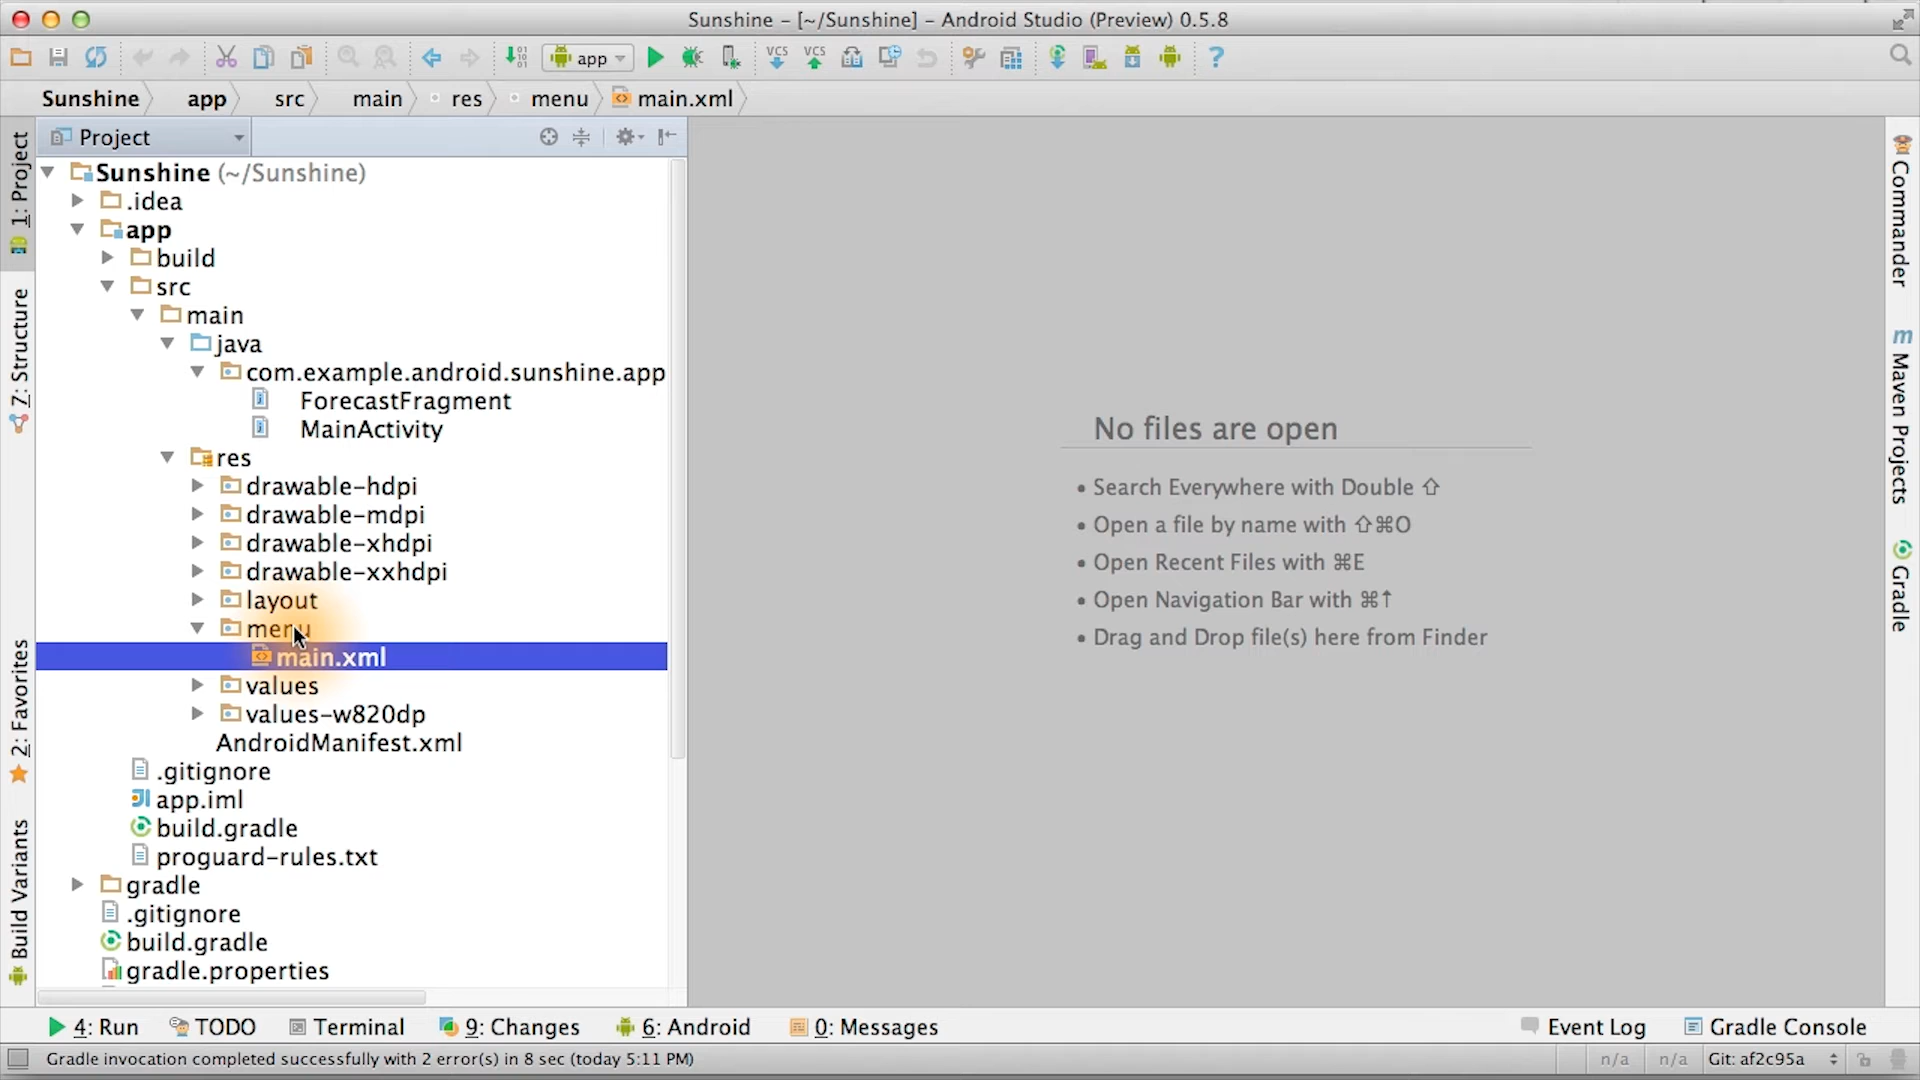 Sunshine – [~/Sunshine] – Android Studio (Preview) 0.5.8
app
VCS VCS
?
Sunshine app src main res menu main.xml
Project
1: Project
7: Structure
2: Favorites
Build Variants
Sunshine (~/Sunshine)
.idea
app
build
src
main
java
com.example.android.sunshine.app
ForecastFragment
MainActivity
res
drawable-hdpi
drawable-mdpi
drawable-xhdpi
drawable-xxhdpi
layout
menu
main.xml
values
values-w820dp
AndroidManifest.xml
.gitignore
app.iml
build.gradle
proguard-rules.txt
gradle
.gitignore
build.gradle
gradle.properties
No files are open
• Search Everywhere with Double ⇧
• Open a file by name with ⇧⌘O
• Open Recent Files with ⌘E
• Open Navigation Bar with ⌘↑
• Drag and Drop file(s) here from Finder
Commander
m Maven Projects
Gradle
4: Run TODO Terminal 9: Changes 6: Android 0: Messages Event Log Gradle Console
Gradle invocation completed successfully with 2 error(s) in 8 sec (today 5:11 PM) n/a n/a Git: af2c95a